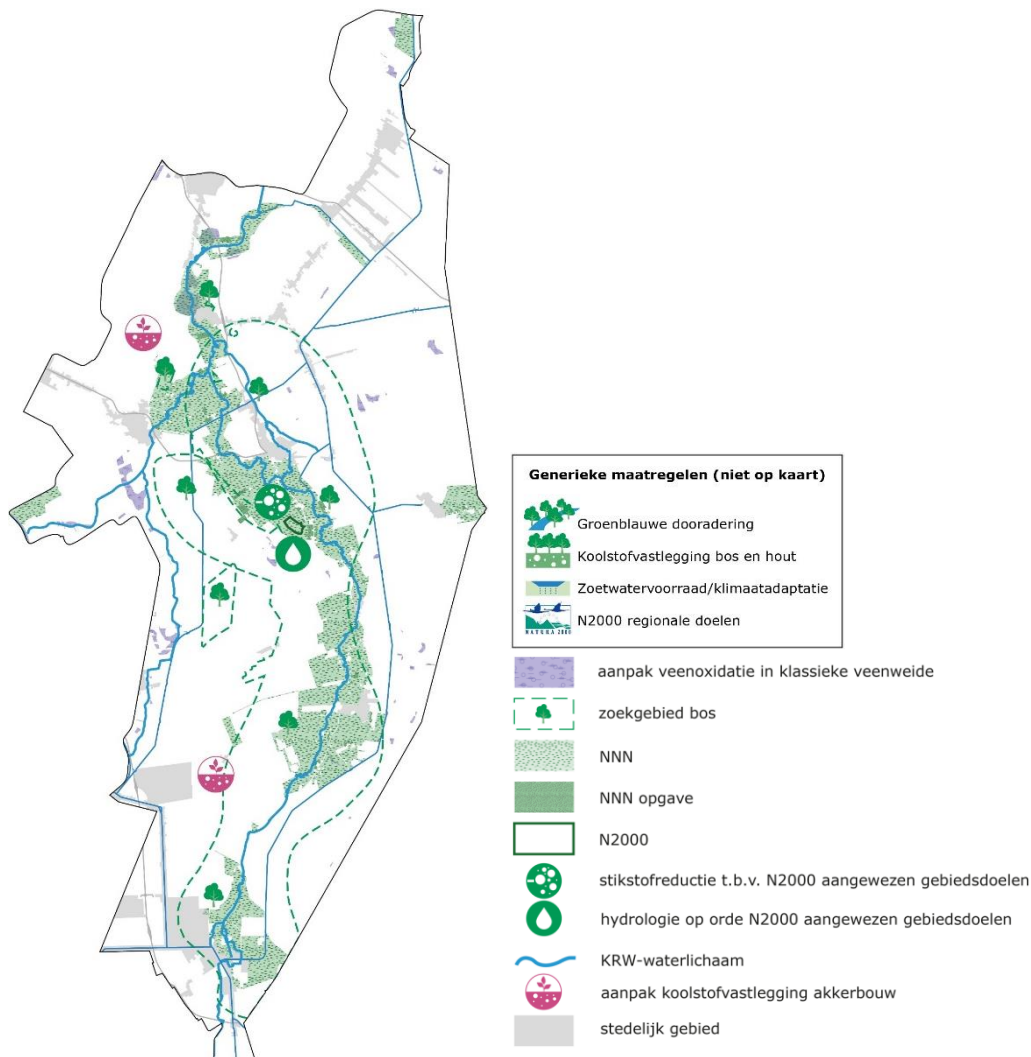 Generieke maatregelen (niet op kaart)
Groenblauwe dooradering
Koolstofvastlegging bos en hout
Zoetwatervoorraad/klimaatadaptatie
N2000 regionale doelen
NATURA 2000
aanpak veenoxidatie in klassieke veenweide
zoekgebied bos
NNN
NNN opgave
N2000
stikstofreductie t.b.v. N2000 aangewezen gebiedsdoelen
hydrologie op orde N2000 aangewezen gebiedsdoelen
KRW-waterlichaam
aanpak koolstofvastlegging akkerbouw
stedelijk gebied